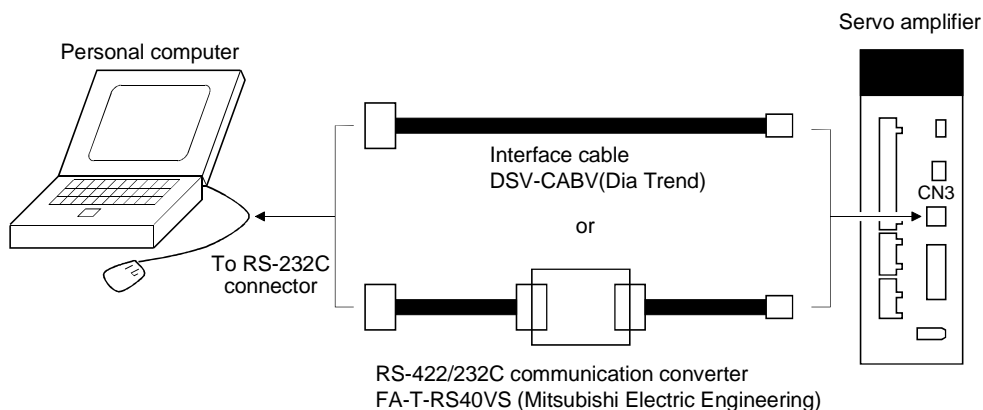 Servo amplifier
Personal computer
Interface cable
DSV-CABV(Dia Trend)
CN3
or
To RS-232C
connector
RS-422/232C communication converter
FA-T-RS40VS (Mitsubishi Electric Engineering)